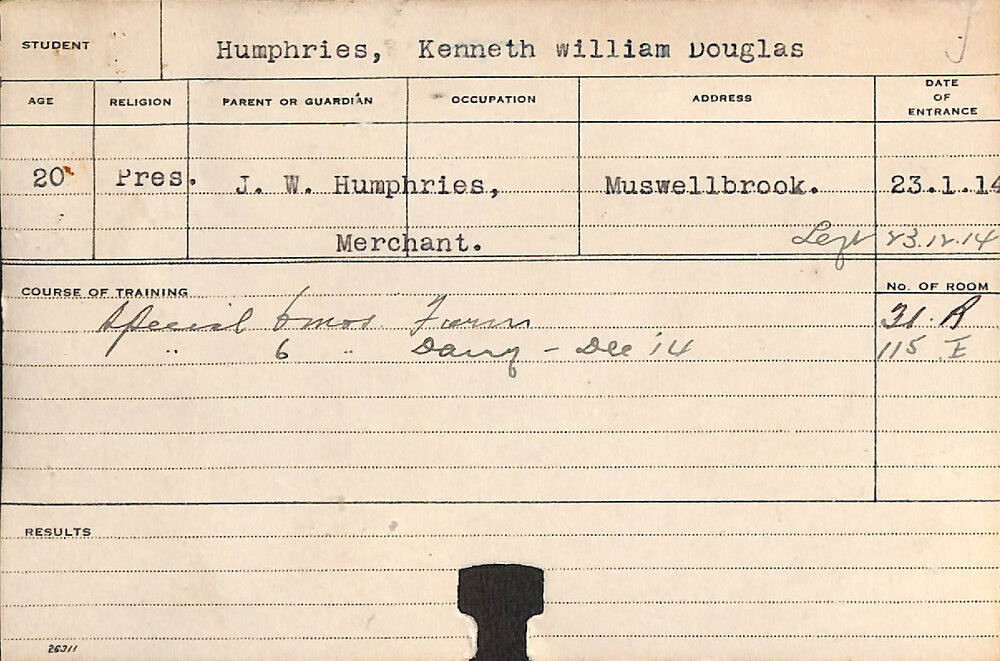 STUDENT Humphries, Kenneth william Douglas
AGE RELIGION PARENT OR GUARDIAN OCCUPATION ADDRESS DATE OF ENTRANCE
20 Pres. J. W. Humphries, Muswellbrook. 23.1.14
Merchant. Left 23.12.14
COURSE OF TRAINING No. OF ROOM
Special 6 mos. Farm 31. R
" 6 " Dairy - Dec '14 115 E
RESULTS
26311